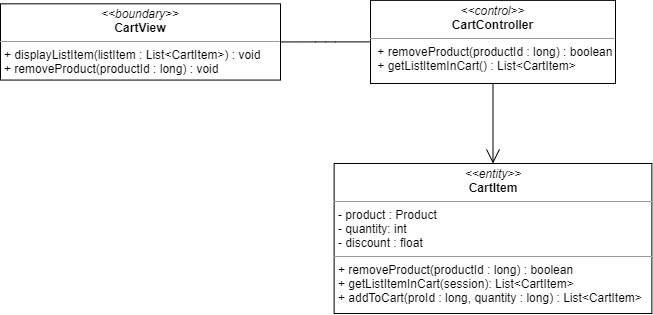 <<boundary>>
CartView
+ displayListItem(listItem : List<CartItem>) : void
+ removeProduct(productId : long) : void
<<control>>
CartController
+ removeProduct(productId : long) : boolean
+ getListItemInCart() : List<CartItem>
<<entity>>
CartItem
- product : Product
- quantity: int
- discount : float
+ removeProduct(productId : long) : boolean
+ getListItemInCart(session): List<CartItem>
+ addToCart(proId : long, quantity : long) : List<CartItem>